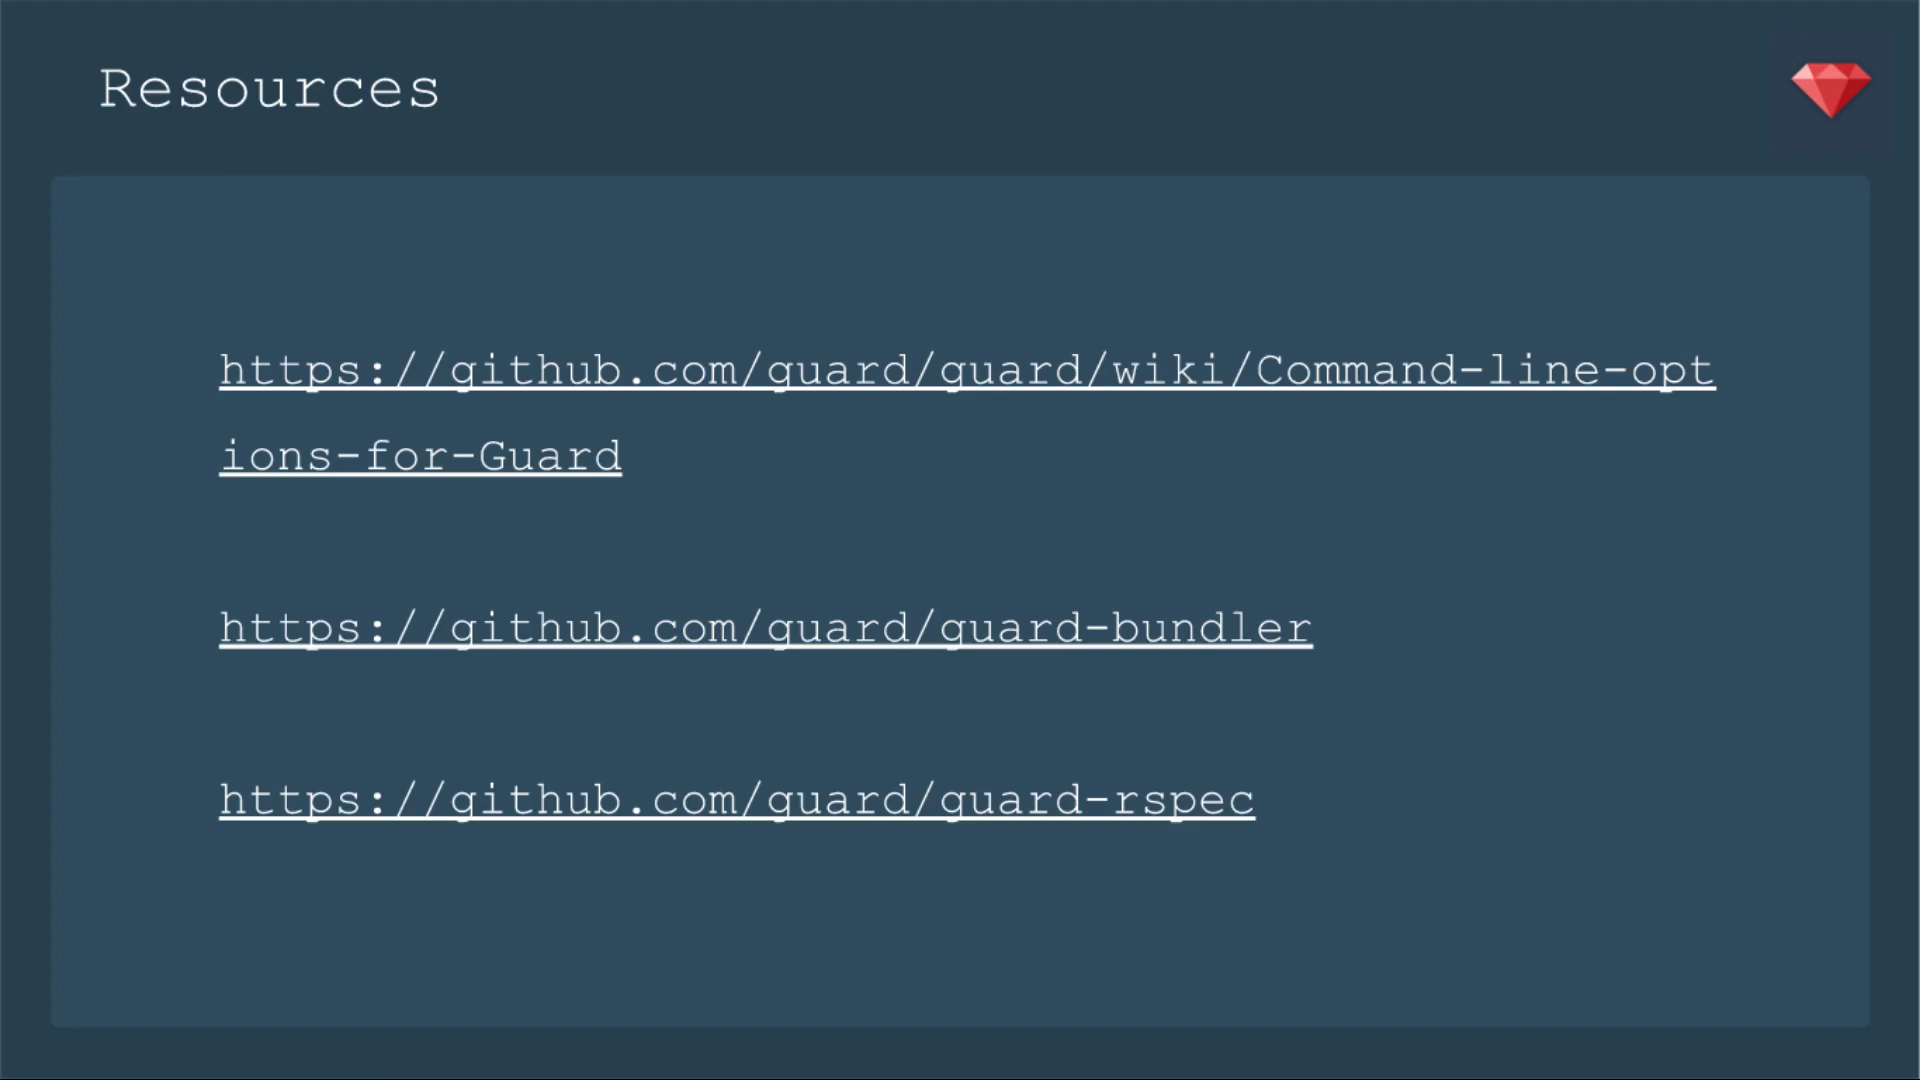 Resources
https://github.com/guard/guard/wiki/Command-line-opt
ions-for-Guard
https://github.com/guard/guard-bundler
https://github.com/guard/guard-rspec